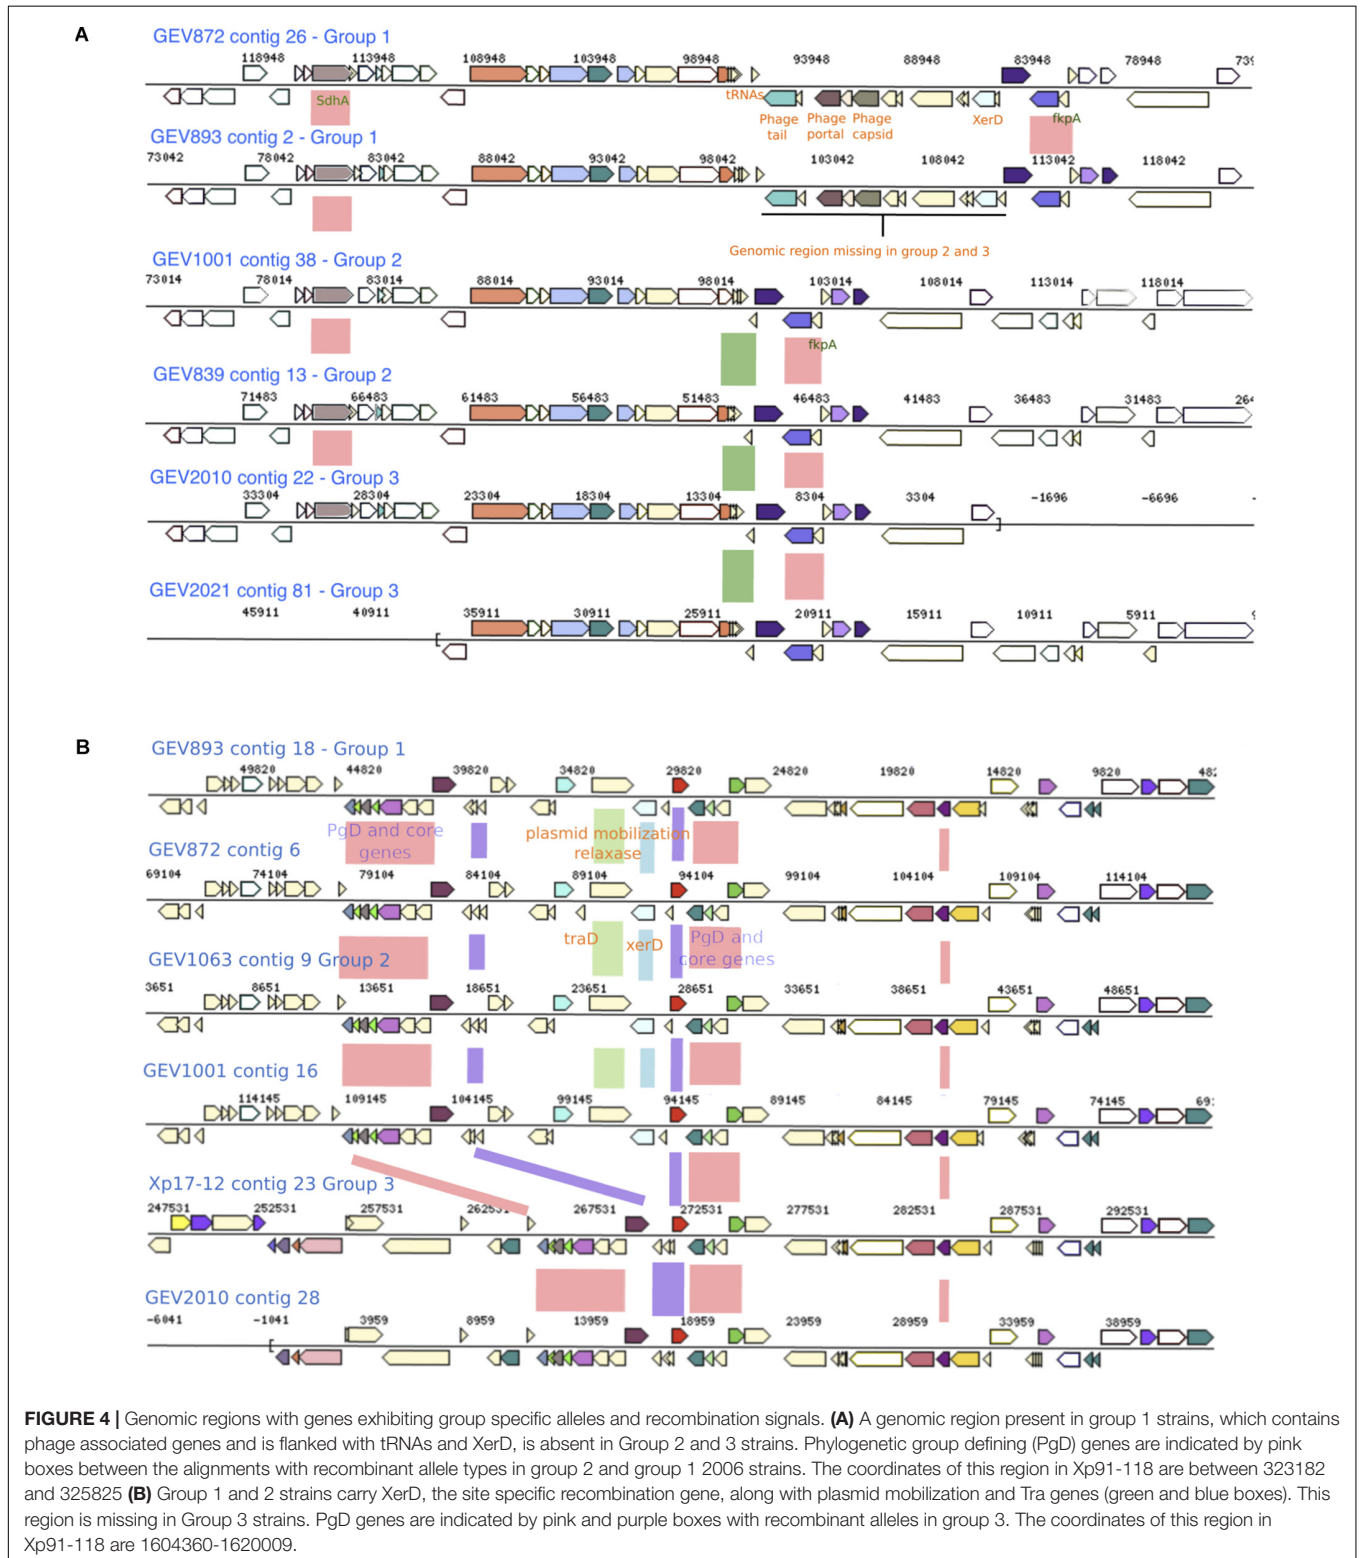 A
GEV872 contig 26 - Group 1
118948 113948 108948 103948 98948 93948 88948 83948 78948 739
SdhA
tRNAs
Phage tail
Phage portal
Phage capsid
XerD
fkpA
GEV893 contig 2 - Group 1
73042 78042 83042 88042 93042 98042 103042 108042 113042 118042
Genomic region missing in group 2 and 3
GEV1001 contig 38 - Group 2
73014 78014 83014 88014 93014 98014 103014 108014 113014 118014
fkpA
GEV839 contig 13 - Group 2
71483 66483 61483 56483 51483 46483 41483 36483 31483 264
GEV2010 contig 22 - Group 3
33304 28304 23304 18304 13304 8304 3304 -1696 -6696 -
GEV2021 contig 81 - Group 3
45911 40911 35911 30911 25911 20911 15911 10911 5911
B
GEV893 contig 18 - Group 1
49820 44820 39820 34820 29820 24820 19820 14820 9820 482
PgD and core genes
plasmid mobilization relaxase
GEV872 contig 6
69104 74104 79104 84104 89104 94104 99104 104104 109104 114104
traD
xerD
PgD and core genes
GEV1063 contig 9 Group 2
3651 8651 13651 18651 23651 28651 33651 38651 43651 48651
GEV1001 contig 16
114145 109145 104145 99145 94145 89145 84145 79145 74145 691
Xp17-12 contig 23 Group 3
247531 252531 257531 262531 267531 272531 277531 282531 287531 292531
GEV2010 contig 28
-6041 -1041 3959 8959 13959 18959 23959 28959 33959 38959
FIGURE 4 | Genomic regions with genes exhibiting group specific alleles and recombination signals. (A) A genomic region present in group 1 strains, which contains
phage associated genes and is flanked with tRNAs and XerD, is absent in Group 2 and 3 strains. Phylogenetic group defining (PgD) genes are indicated by pink
boxes between the alignments with recombinant allele types in group 2 and group 1 2006 strains. The coordinates of this region in Xp91-118 are between 323182
and 325825 (B) Group 1 and 2 strains carry XerD, the site specific recombination gene, along with plasmid mobilization and Tra genes (green and blue boxes). This
region is missing in Group 3 strains. PgD genes are indicated by pink and purple boxes with recombinant alleles in group 3. The coordinates of this region in
Xp91-118 are 1604360-1620009.